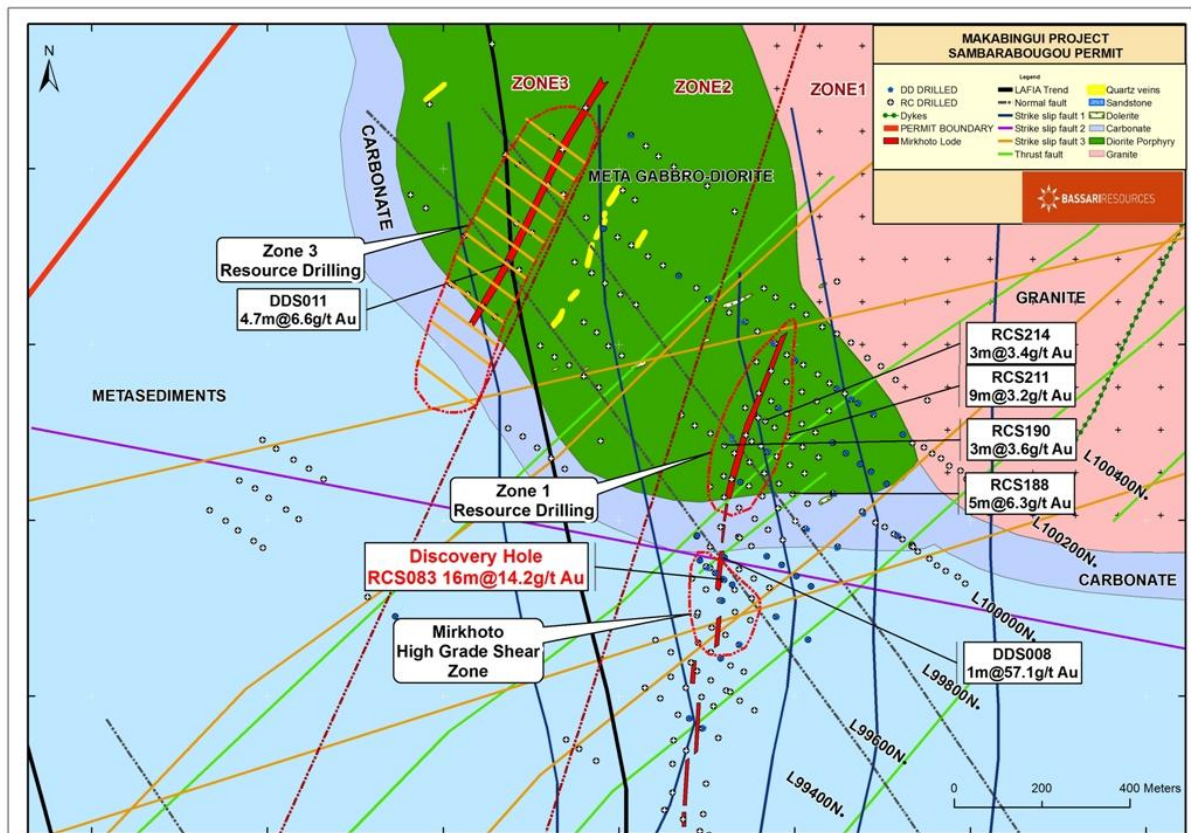 MAKABINGUI PROJECT
SAMBARABOUGOU PERMIT
Legend
DD DRILLED
RC DRILLED
Dykes
PERMIT BOUNDARY
Mirkhoto Lode
LAFIA Trend
Normal fault
Strike slip fault 1
Strike slip fault 2
Strike slip fault 3
Thrust fault
Quartz veins
Sandstone
Dolerite
Carbonate
Diorite Porphyry
Granite
BASSARI RESOURCES
N
ZONE3
ZONE2
ZONE1
CARBONATE
META GABBRO-DIORITE
Zone 3
Resource Drilling
DDS011
4.7m@6.6g/t Au
GRANITE
RCS214
3m@3.4g/t Au
RCS211
9m@3.2g/t Au
METASEDIMENTS
RCS190
3m@3.6g/t Au
RCS188
5m@6.3g/t Au
Zone 1
Resource Drilling
L100400N
L100200N
Discovery Hole
RCS083 16m@14.2g/t Au
CARBONATE
L100000N
Mirkhoto
High Grade Shear
Zone
DDS008
1m@57.1g/t Au
L99800N
L99600N
L99400N
0 200 400 Meters